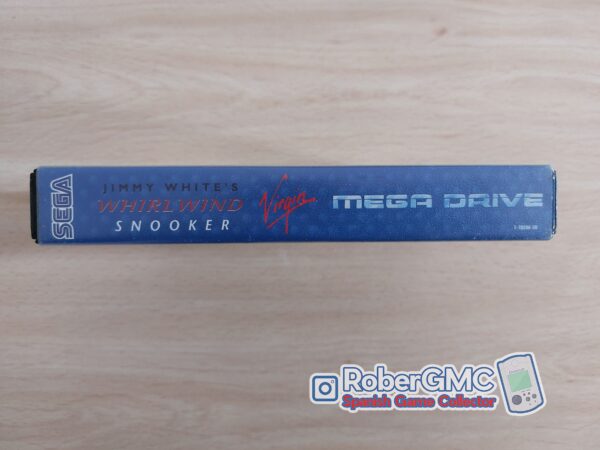 SEGA
JIMMY WHITE'S
WHIRLWIND
SNOOKER
Virgin
MEGA DRIVE
RoberGMC
Spanish Game Collector